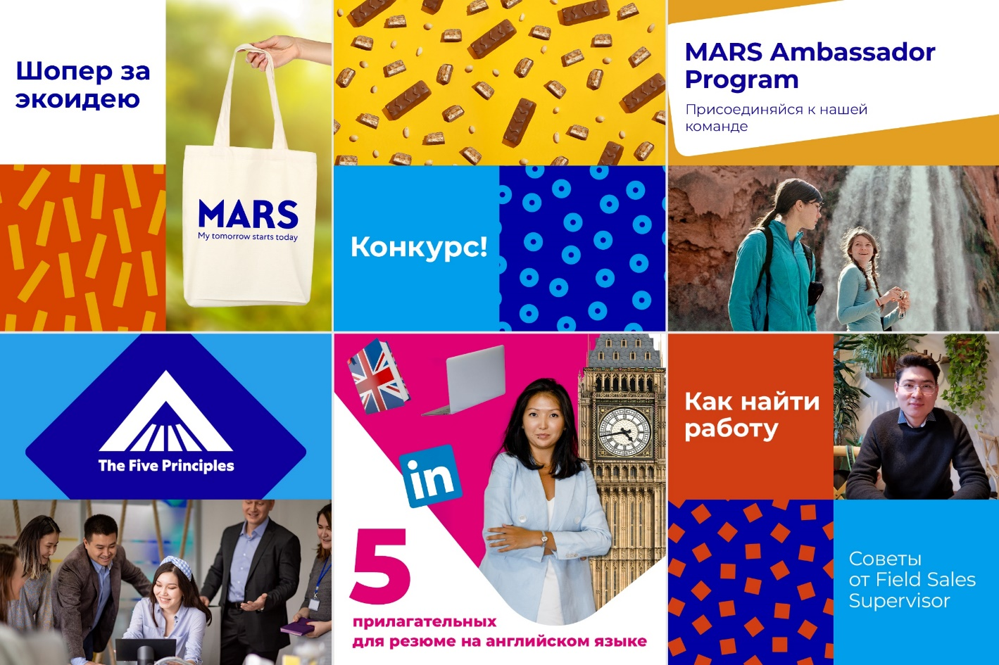 Шопер за
экоидею
MARS
My tomorrow starts today
Конкурс!
MARS Ambassador
Program
Присоединяйся к нашей
команде
The Five Principles
in
5
прилагательных
для резюме на английском языке
Как найти
работу
Советы
от Field Sales
Supervisor